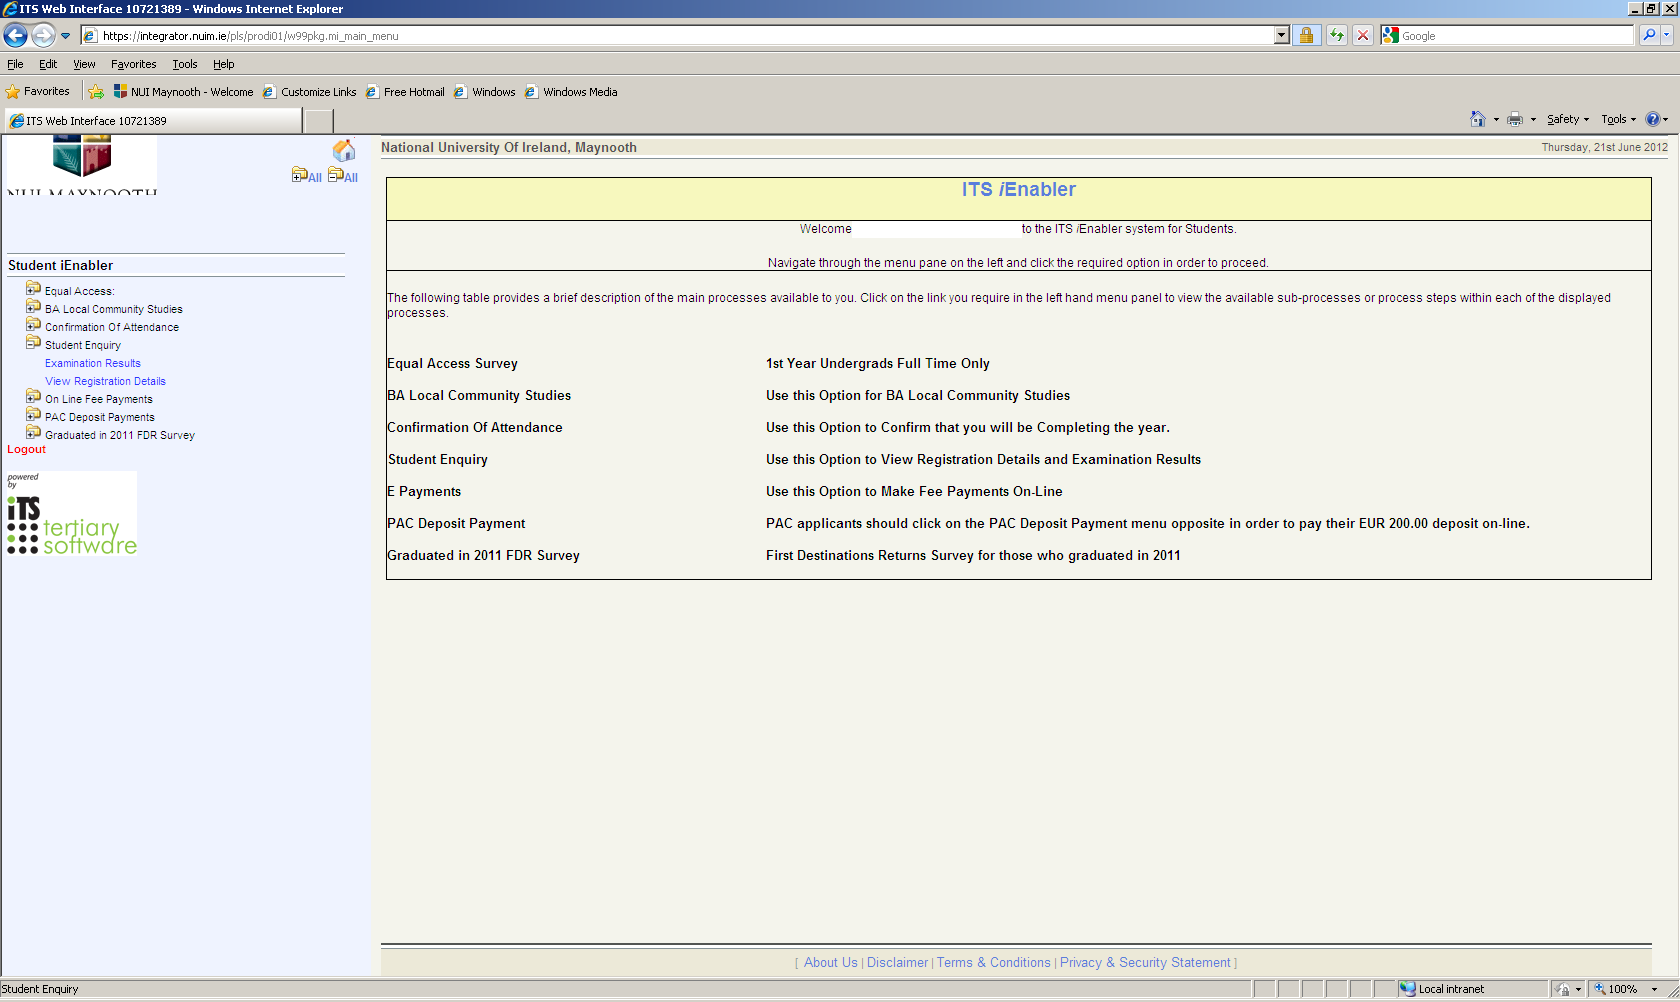 ITS Web Interface 10721389 - Windows Internet Explorer
https://integrator.nuim.ie/pls/prodi01/w99pkg.mi_main_menu
Google
File Edit View Favorites Tools Help
Favorites NUI Maynooth - Welcome Customize Links Free Hotmail Windows Windows Media
ITS Web Interface 10721389
Safety Tools
NUI MAYNOOTH
All All
Student iEnabler
Equal Access:
BA Local Community Studies
Confirmation Of Attendance
Student Enquiry
Examination Results
View Registration Details
On Line Fee Payments
PAC Deposit Payments
Graduated in 2011 FDR Survey
Logout
powered
by
iTS
tertiary
software
National University Of Ireland, Maynooth Thursday, 21st June 2012
ITS iEnabler
Welcome to the ITS iEnabler system for Students.
Navigate through the menu pane on the left and click the required option in order to proceed.
The following table provides a brief description of the main processes available to you. Click on the link you require in the left hand menu panel to view the available sub-processes or process steps within each of the displayed
processes.
Equal Access Survey 1st Year Undergrads Full Time Only
BA Local Community Studies Use this Option for BA Local Community Studies
Confirmation Of Attendance Use this Option to Confirm that you will be Completing the year.
Student Enquiry Use this Option to View Registration Details and Examination Results
E Payments Use this Option to Make Fee Payments On-Line
PAC Deposit Payment PAC applicants should click on the PAC Deposit Payment menu opposite in order to pay their EUR 200.00 deposit on-line.
Graduated in 2011 FDR Survey First Destinations Returns Survey for those who graduated in 2011
[ About Us | Disclaimer | Terms & Conditions | Privacy & Security Statement ]
Student Enquiry Local intranet 100%